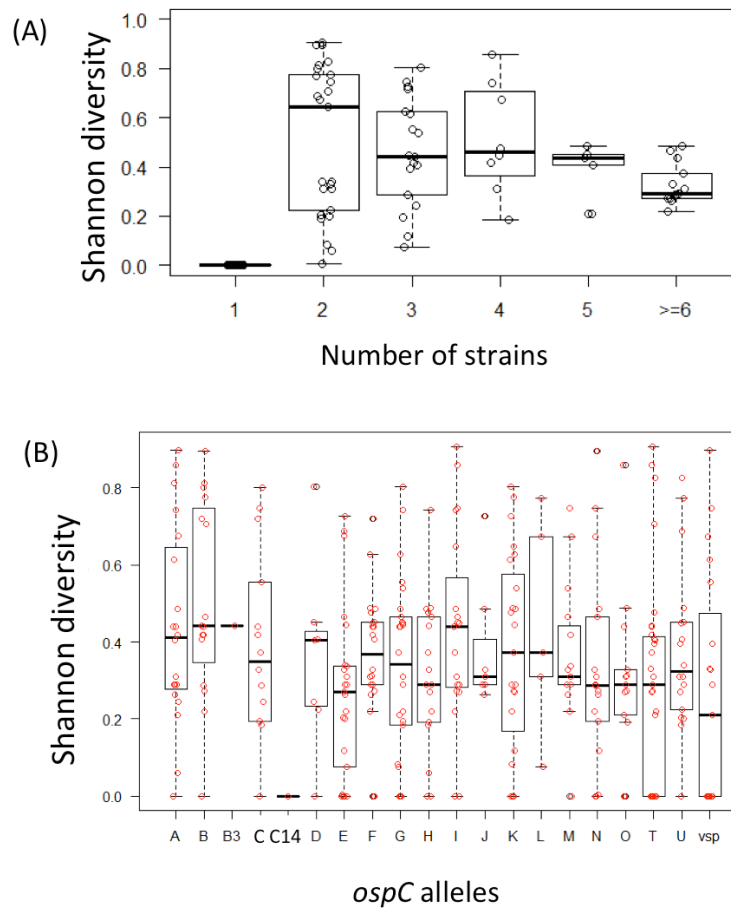 (A)
Shannon diversity
1.0
0.8
0.6
0.4
0.2
0.0
1 2 3 4 5 >=6
Number of strains
(B)
Shannon diversity
0.8
0.6
0.4
0.2
0.0
A B B3 C C14 D E F G H I J K L M N O T U vsp
ospC alleles